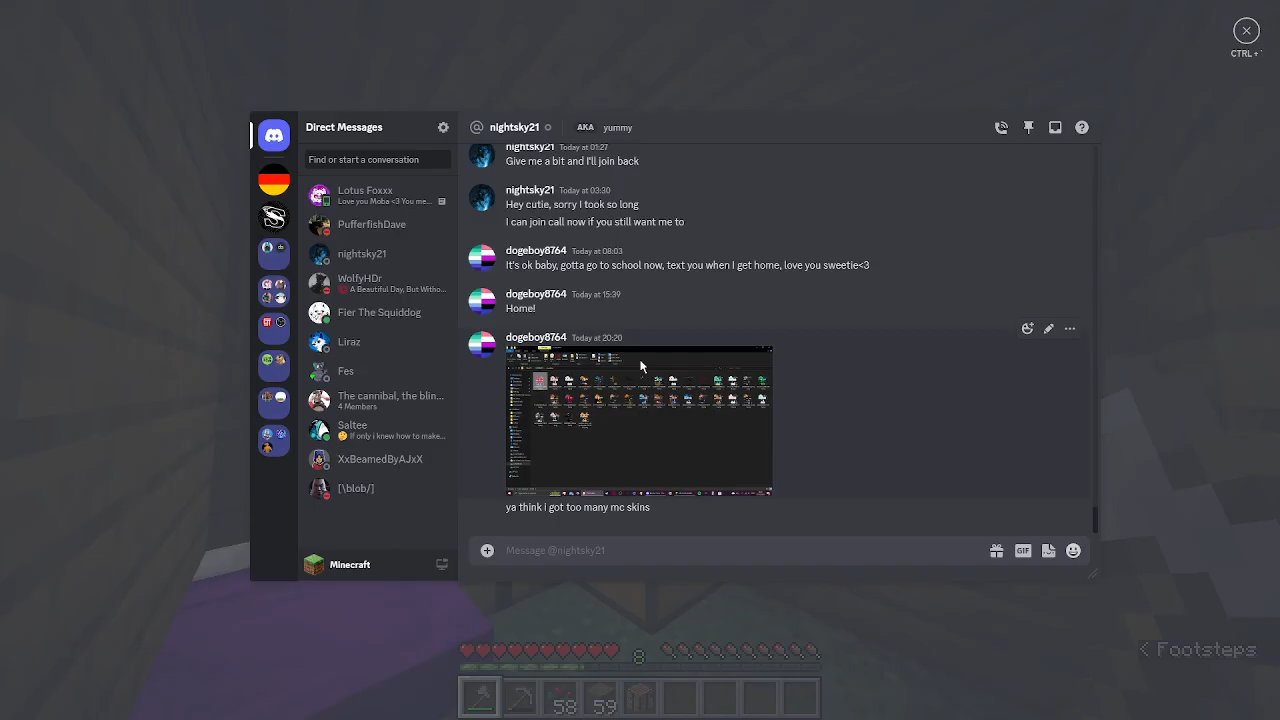 CTRL + `
Direct Messages
Find or start a conversation
Lotus Foxxx
Love you Moba <3 You me...
PufferfishDave
nightsky21
WolfyHDr
A Beautiful Day, But Witho...
Fier The Squiddog
Liraz
Fes
The cannibal, the blin...
4 Members
Saltee
🤔 If only i knew how to make...
XxBeamedByAJxX
[\blob/]
Minecraft
@ nightsky21 AKA yummy
nightsky21 Today at 01:27
Give me a bit and I'll join back
nightsky21 Today at 03:30
Hey cutie, sorry I took so long
I can join call now if you still want me to
dogeboy8764 Today at 08:03
It's ok baby, gotta go to school now, text you when I get home, love you sweetie<3
dogeboy8764 Today at 15:39
Home!
dogeboy8764 Today at 20:20
ya think i got too many mc skins
Message @nightsky21
GIF
< Footsteps
8
58
59